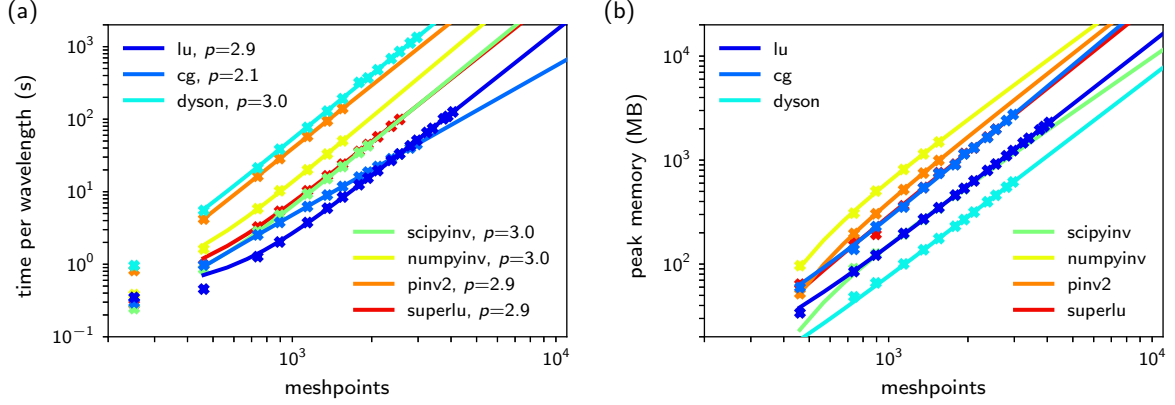 (a)
time per wavelength (s)
10³
10²
10¹
10⁰
10⁻¹
lu, p=2.9
cg, p=2.1
dyson, p=3.0
scipyinv, p=3.0
numpyinv, p=3.0
pinv2, p=2.9
superlu, p=2.9
10³
10⁴
meshpoints
(b)
peak memory (MB)
10⁴
10³
10²
lu
cg
dyson
scipyinv
numpyinv
pinv2
superlu
10³
10⁴
meshpoints